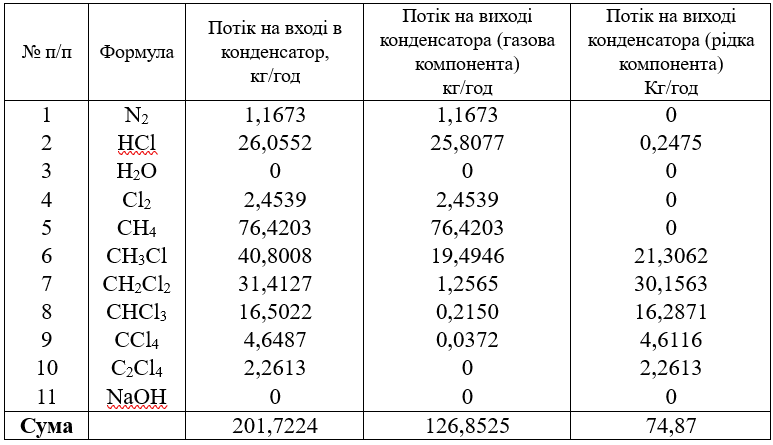 № п/п | Формула | Потік на вході в конденсатор, кг/год | Потік на виході конденсатора (газова компонента) кг/год | Потік на виході конденсатора (рідка компонента) Кг/год
1 | N₂ | 1,1673 | 1,1673 | 0
2 | HCl | 26,0552 | 25,8077 | 0,2475
3 | H₂O | 0 | 0 | 0
4 | Cl₂ | 2,4539 | 2,4539 | 0
5 | CH₄ | 76,4203 | 76,4203 | 0
6 | CH₃Cl | 40,8008 | 19,4946 | 21,3062
7 | CH₂Cl₂ | 31,4127 | 1,2565 | 30,1563
8 | CHCl₃ | 16,5022 | 0,2150 | 16,2871
9 | CCl₄ | 4,6487 | 0,0372 | 4,6116
10 | C₂Cl₄ | 2,2613 | 0 | 2,2613
11 | NaOH | 0 | 0 | 0
Сума | | 201,7224 | 126,8525 | 74,87